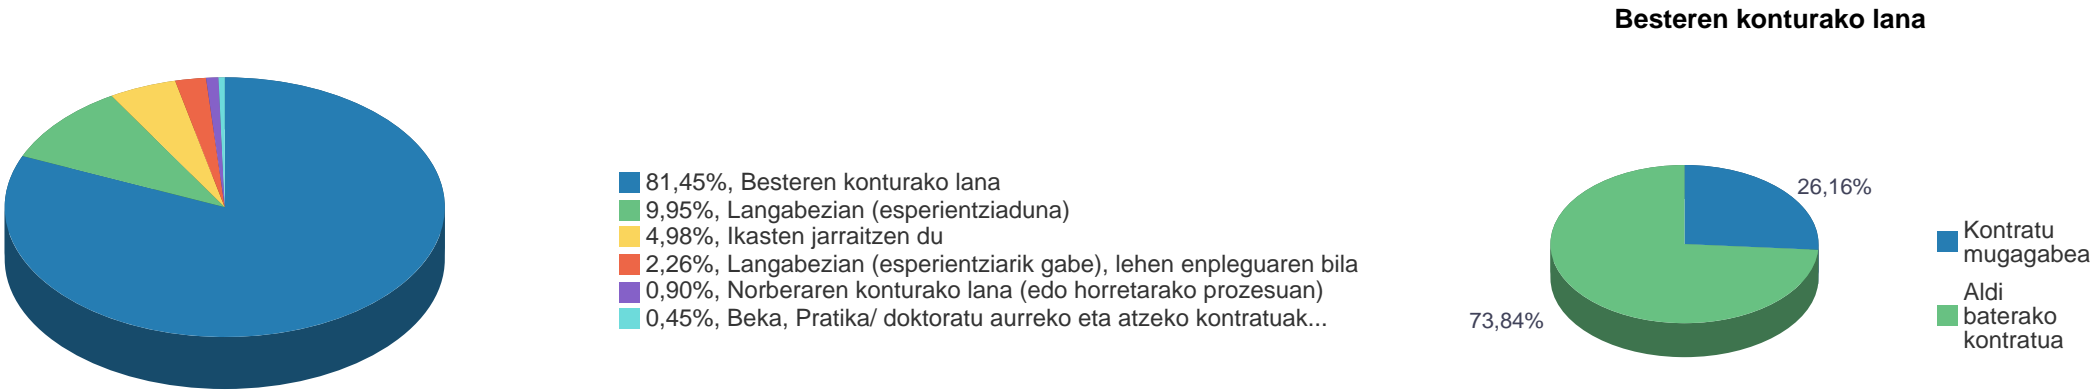 Besteren konturako lana
81,45%, Besteren konturako lana
9,95%, Langabezian (esperientziaduna)
4,98%, Ikasten jarraitzen du
2,26%, Langabezian (esperientziarik gabe), lehen enpleguaren bila
0,90%, Norberaren konturako lana (edo horretarako prozesuan)
0,45%, Beka, Pratika/ doktoratu aurreko eta atzeko kontratuak...
26,16%
73,84%
Kontratu
mugagabea
Aldi
baterako
kontratua